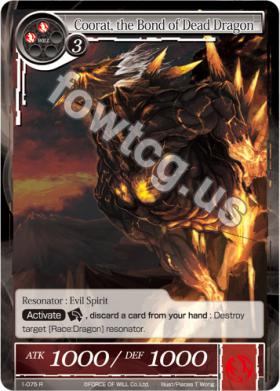 Coorat, the Bond of Dead Dragon
WILL
3
fowtcg.us
Resonator : Evil Spirit
Activate , discard a card from your hand : Destroy
target [Race:Dragon] resonator.
ATK 1000 / DEF 1000
1-075 R ©FORCE OF WILL Co.,Ltd. Illust/Pisces T Wong